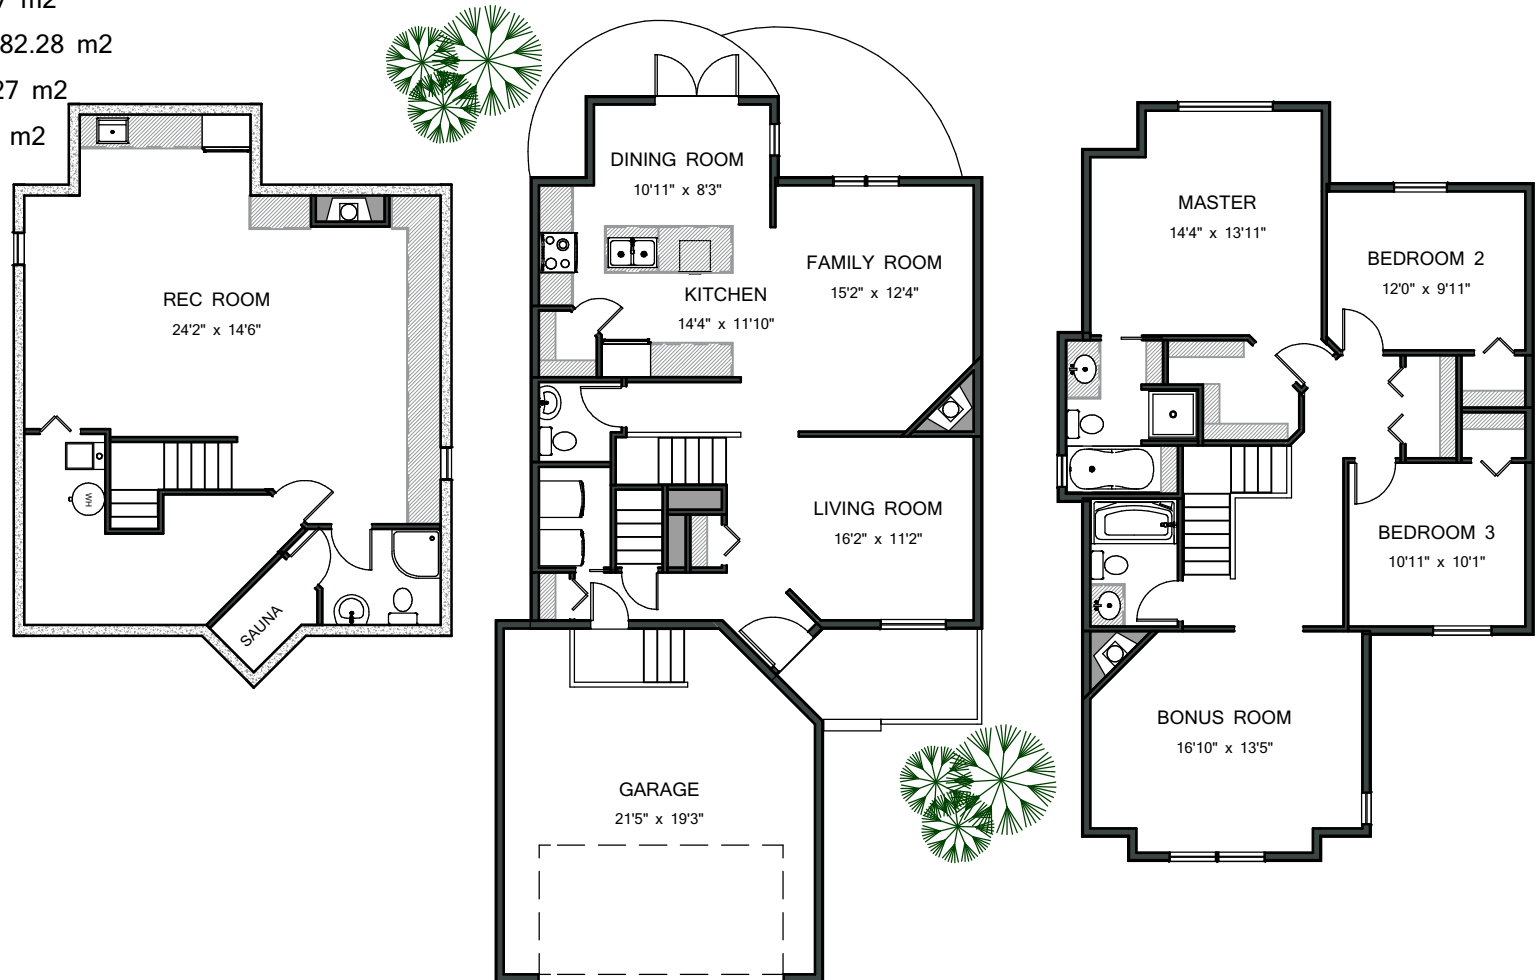 m2
82.28 m2
27 m2
m2
REC ROOM
24'2" x 14'6"
WH
SAUNA
DINING ROOM
10'11" x 8'3"
KITCHEN
14'4" x 11'10"
FAMILY ROOM
15'2" x 12'4"
LIVING ROOM
16'2" x 11'2"
GARAGE
21'5" x 19'3"
MASTER
14'4" x 13'11"
BEDROOM 2
12'0" x 9'11"
BEDROOM 3
10'11" x 10'1"
BONUS ROOM
16'10" x 13'5"